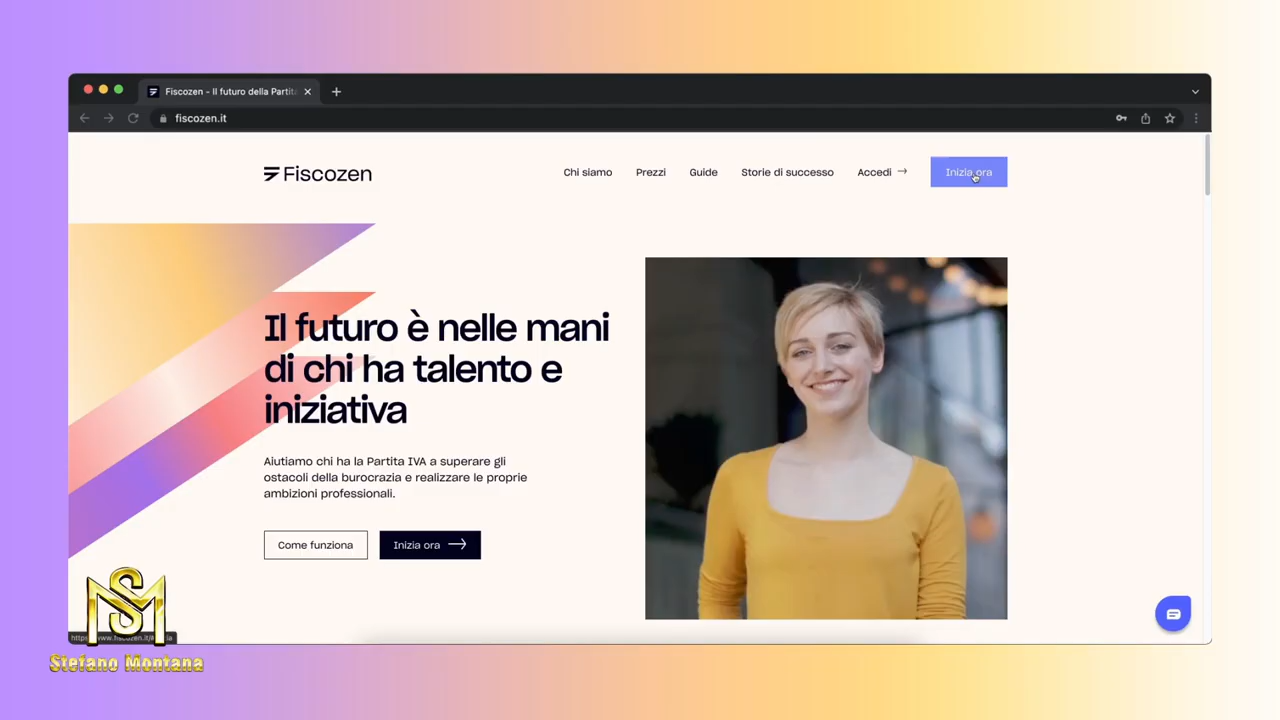 Fiscozen - Il futuro della Partita
fiscozen.it
Fiscozen
Chi siamo
Prezzi
Guide
Storie di successo
Accedi →
Inizia ora
Il futuro è nelle mani
di chi ha talento e
iniziativa
Aiutiamo chi ha la Partita IVA a superare gli
ostacoli della burocrazia e realizzare le proprie
ambizioni professionali.
Come funziona
Inizia ora →
SM
Stefano Montana